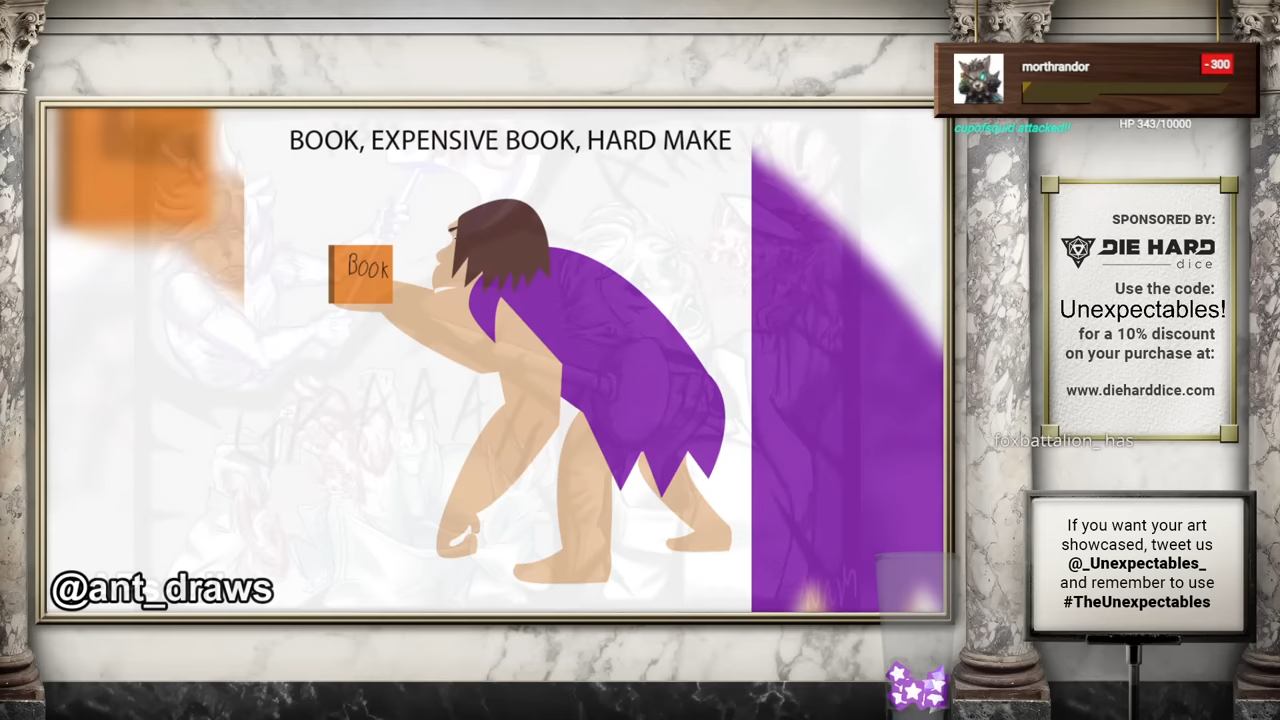 BOOK, EXPENSIVE BOOK, HARD MAKE
BOOK
@ant_draws
morthrandor
- 300
cupofsquid attacked!!
HP 343/10000
SPONSORED BY:
DIE HARD
dice
Use the code:
Unexpectables!
for a 10% discount
on your purchase at:
www.dieharddice.com
foxbattalion_ has
If you want your art
showcased, tweet us
@_Unexpectables_
and remember to use
#TheUnexpectables